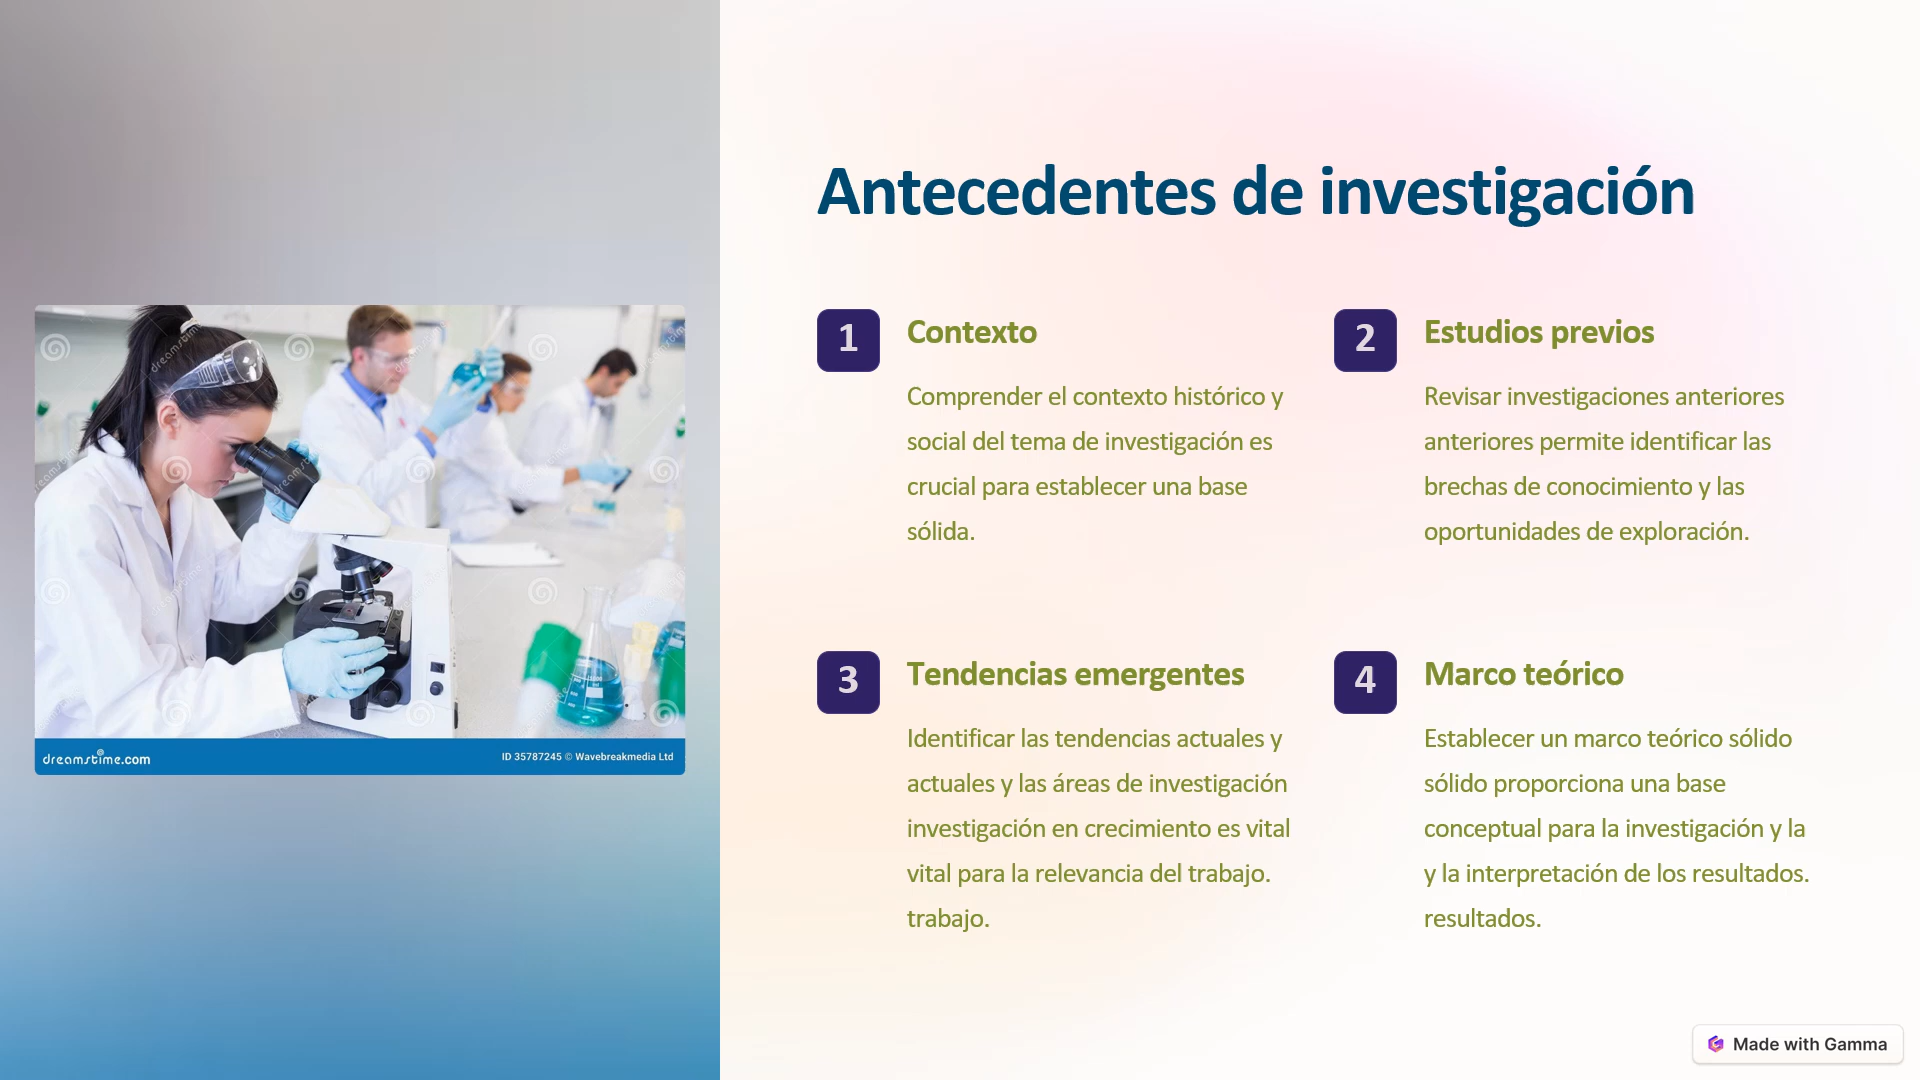 Antecedentes de investigación
1
Contexto
Comprender el contexto histórico y
social del tema de investigación es
crucial para establecer una base
sólida.
2
Estudios previos
Revisar investigaciones anteriores
anteriores permite identificar las
brechas de conocimiento y las
oportunidades de exploración.
3
Tendencias emergentes
Identificar las tendencias actuales y
actuales y las áreas de investigación
investigación en crecimiento es vital
vital para la relevancia del trabajo.
trabajo.
4
Marco teórico
Establecer un marco teórico sólido
sólido proporciona una base
conceptual para la investigación y la
y la interpretación de los resultados.
resultados.
dreamstime.com
ID 35787245 © Wavebreakmedia Ltd
Made with Gamma